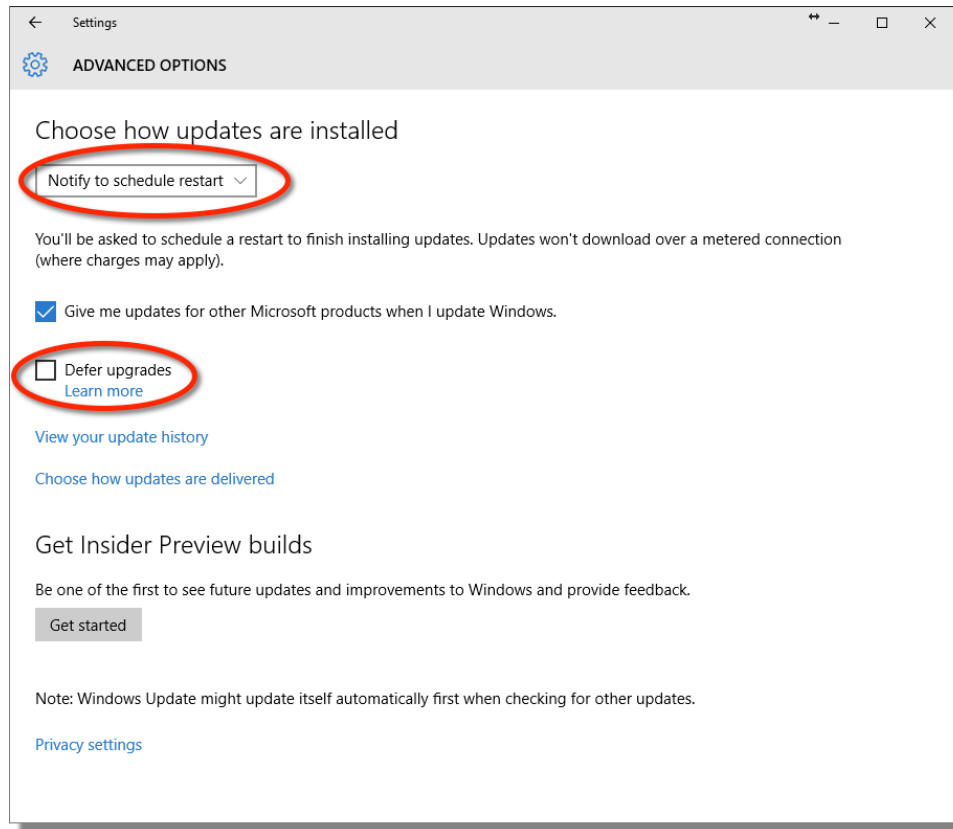 Settings
ADVANCED OPTIONS
Choose how updates are installed
Notify to schedule restart
You'll be asked to schedule a restart to finish installing updates. Updates won't download over a metered connection
(where charges may apply).
Give me updates for other Microsoft products when I update Windows.
Defer upgrades
Learn more
View your update history
Choose how updates are delivered
Get Insider Preview builds
Be one of the first to see future updates and improvements to Windows and provide feedback.
Get started
Note: Windows Update might update itself automatically first when checking for other updates.
Privacy settings